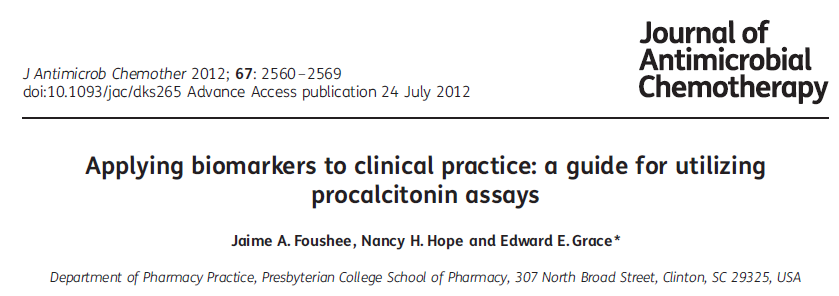 Journal of
Antimicrobial
Chemotherapy
J Antimicrob Chemother 2012; 67: 2560–2569
doi:10.1093/jac/dks265 Advance Access publication 24 July 2012
Applying biomarkers to clinical practice: a guide for utilizing
procalcitonin assays
Jaime A. Foushee, Nancy H. Hope and Edward E. Grace*
Department of Pharmacy Practice, Presbyterian College School of Pharmacy, 307 North Broad Street, Clinton, SC 29325, USA